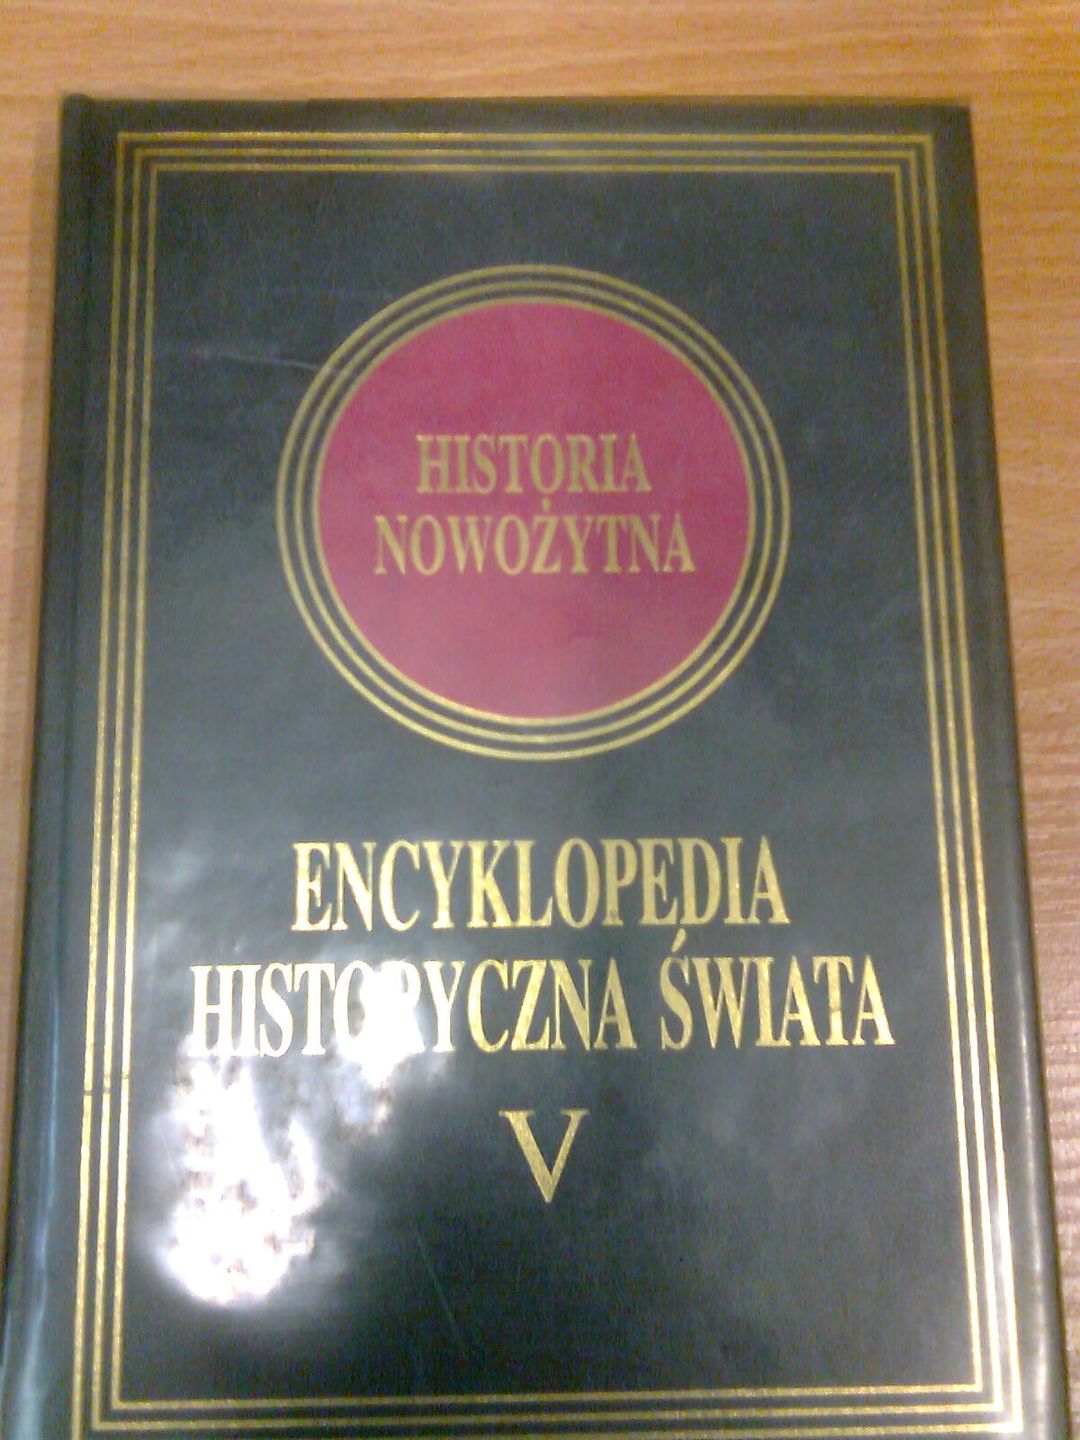 HISTORIA
NOWOŻYTNA
ENCYKLOPEDIA
HISTORYCZNA ŚWIATA
V